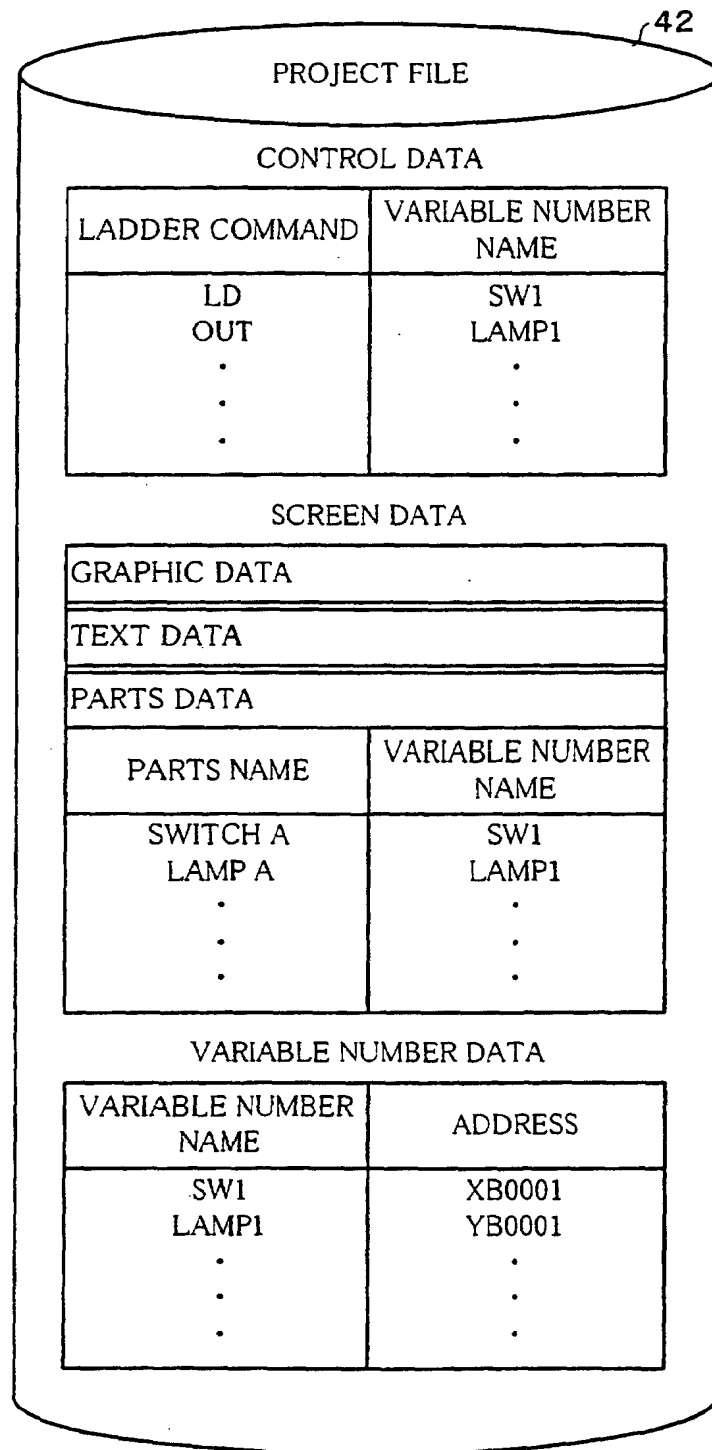 42
PROJECT FILE
CONTROL DATA
LADDER COMMAND VARIABLE NUMBER NAME
LD SW1
OUT LAMP1
. .
. .
. .
SCREEN DATA
GRAPHIC DATA
TEXT DATA
PARTS DATA
PARTS NAME VARIABLE NUMBER NAME
SWITCH A SW1
LAMP A LAMP1
. .
. .
. .
VARIABLE NUMBER DATA
VARIABLE NUMBER NAME ADDRESS
SW1 XB0001
LAMP1 YB0001
. .
. .
. .